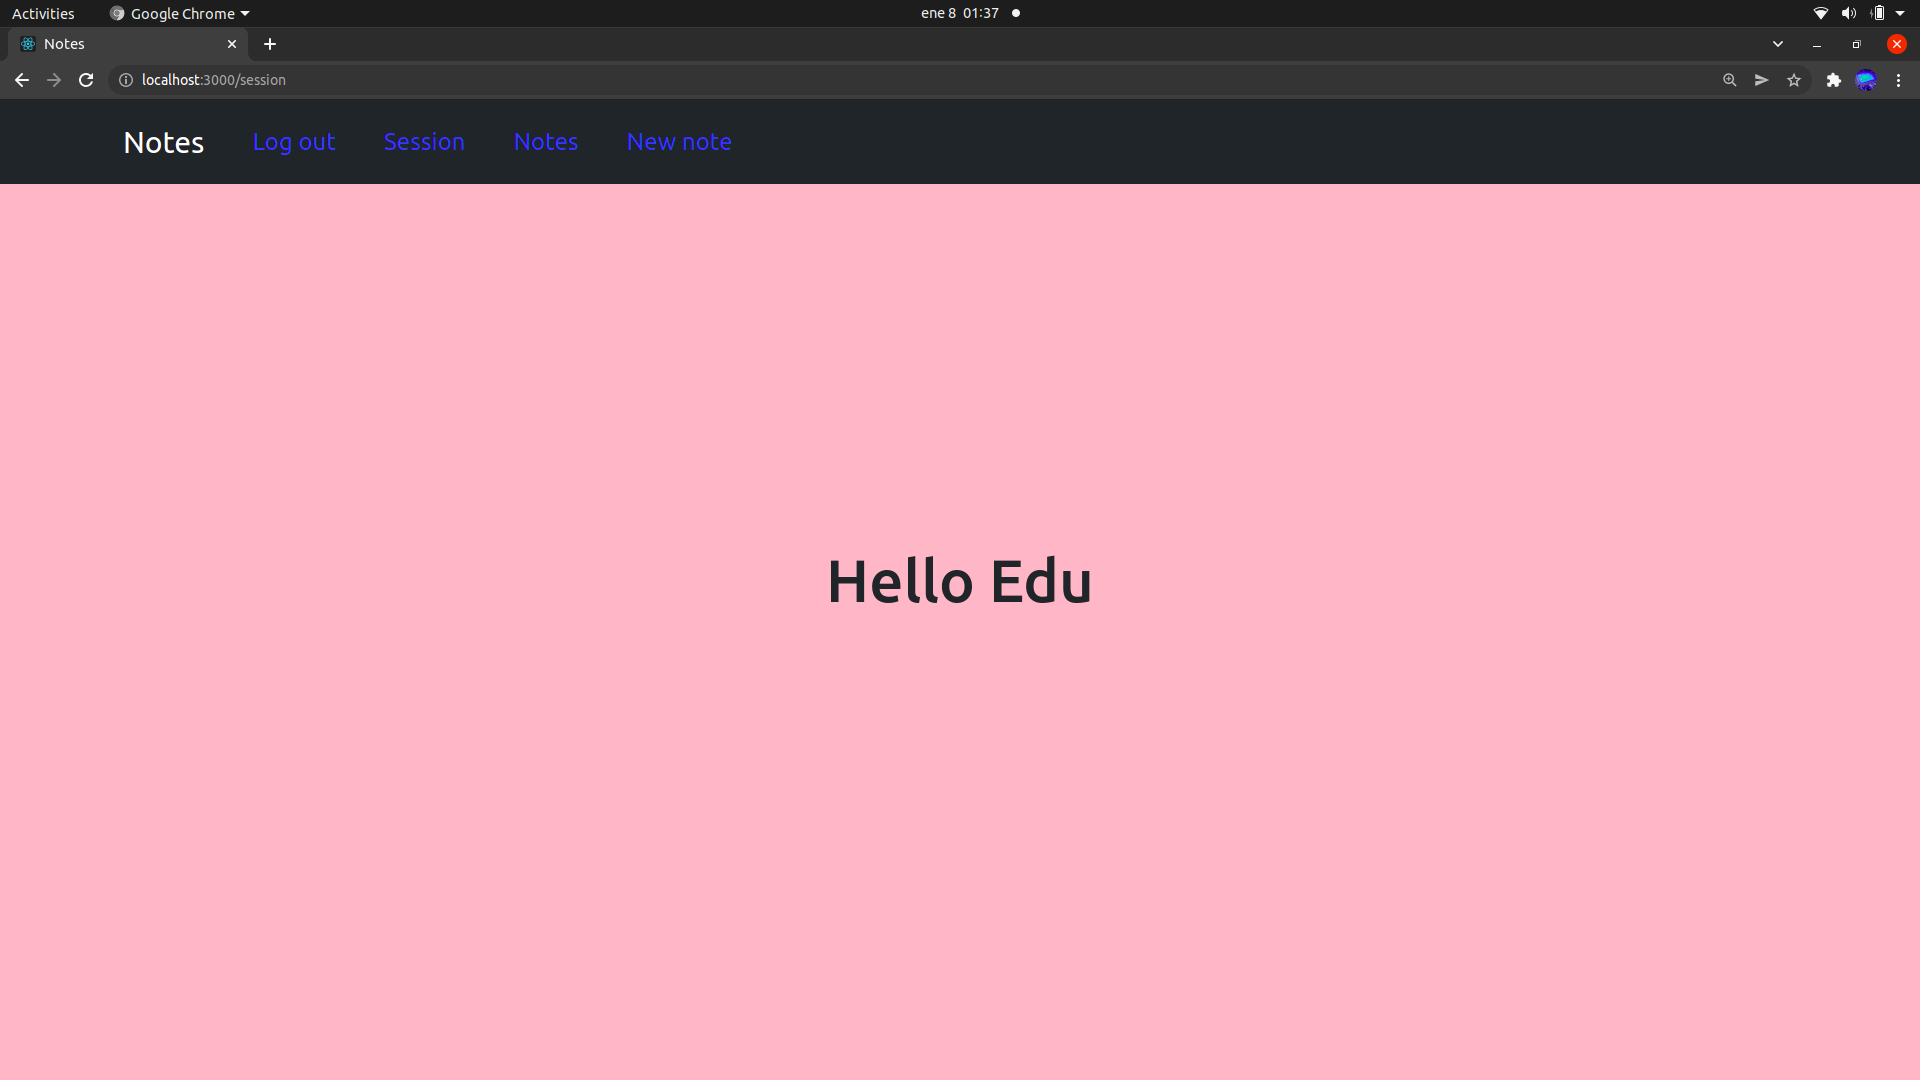 Activities Google Chrome ene 8 01:37
Notes
localhost:3000/session
Notes Log out Session Notes New note
Hello Edu